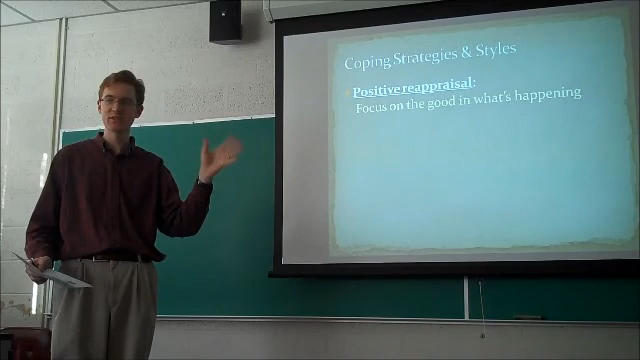 Coping Strategies & Styles
Positive reappraisal:
Focus on the good in what's happening